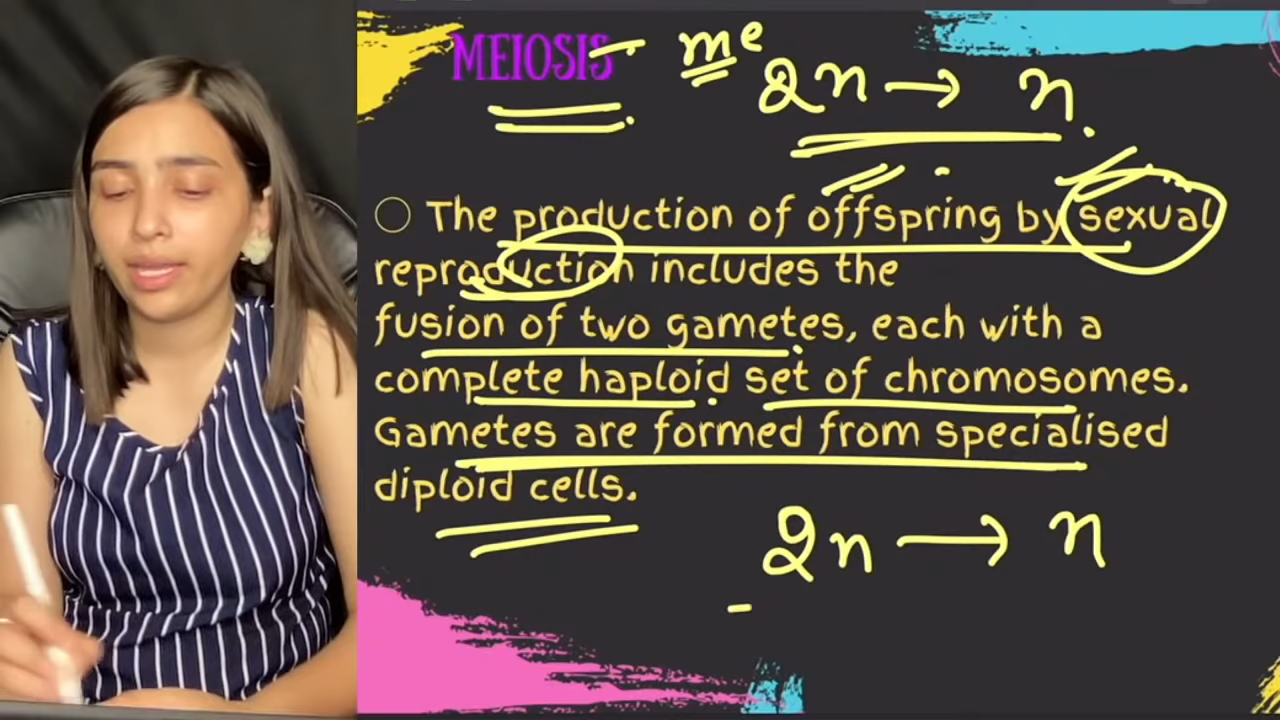 MEIOSIS - me
2n → n
○ The production of offspring by sexual
reproduction includes the
fusion of two gametes, each with a
complete haploid set of chromosomes.
Gametes are formed from specialised
diploid cells.
2n → n